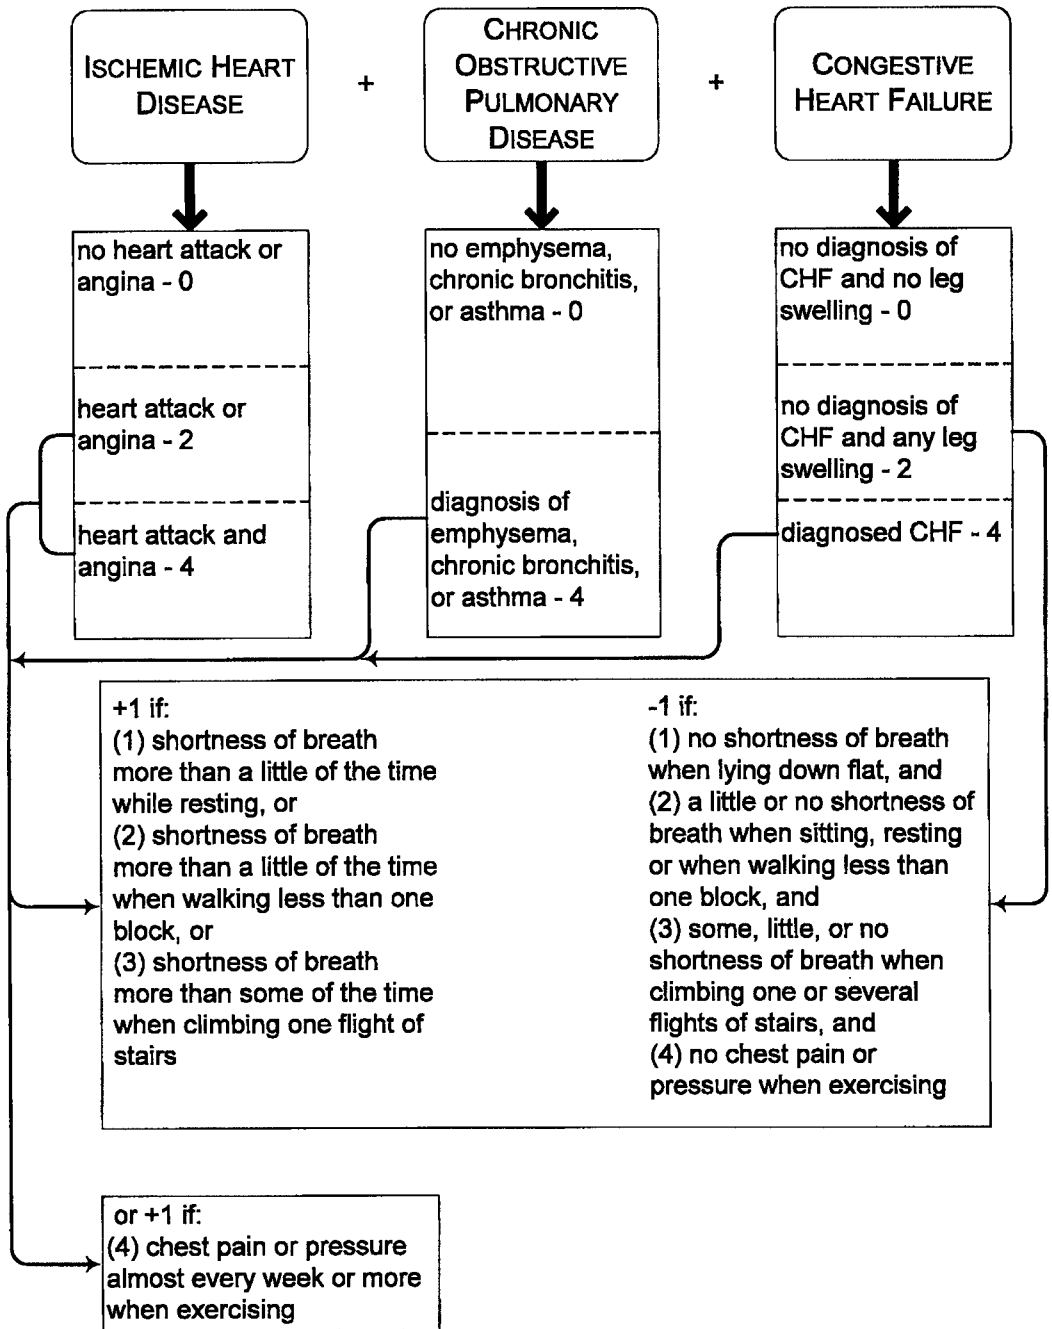 ISCHEMIC HEART
DISEASE
+
CHRONIC
OBSTRUCTIVE
PULMONARY
DISEASE
+
CONGESTIVE
HEART FAILURE
no heart attack or
angina - 0
heart attack or
angina - 2
heart attack and
angina - 4
no emphysema,
chronic bronchitis,
or asthma - 0
diagnosis of
emphysema,
chronic bronchitis,
or asthma - 4
no diagnosis of
CHF and no leg
swelling - 0
no diagnosis of
CHF and any leg
swelling - 2
diagnosed CHF - 4
+1 if:
(1) shortness of breath
more than a little of the time
while resting, or
(2) shortness of breath
more than a little of the time
when walking less than one
block, or
(3) shortness of breath
more than some of the time
when climbing one flight of
stairs
-1 if:
(1) no shortness of breath
when lying down flat, and
(2) a little or no shortness of
breath when sitting, resting
or when walking less than
one block, and
(3) some, little, or no
shortness of breath when
climbing one or several
flights of stairs, and
(4) no chest pain or
pressure when exercising
or +1 if:
(4) chest pain or pressure
almost every week or more
when exercising